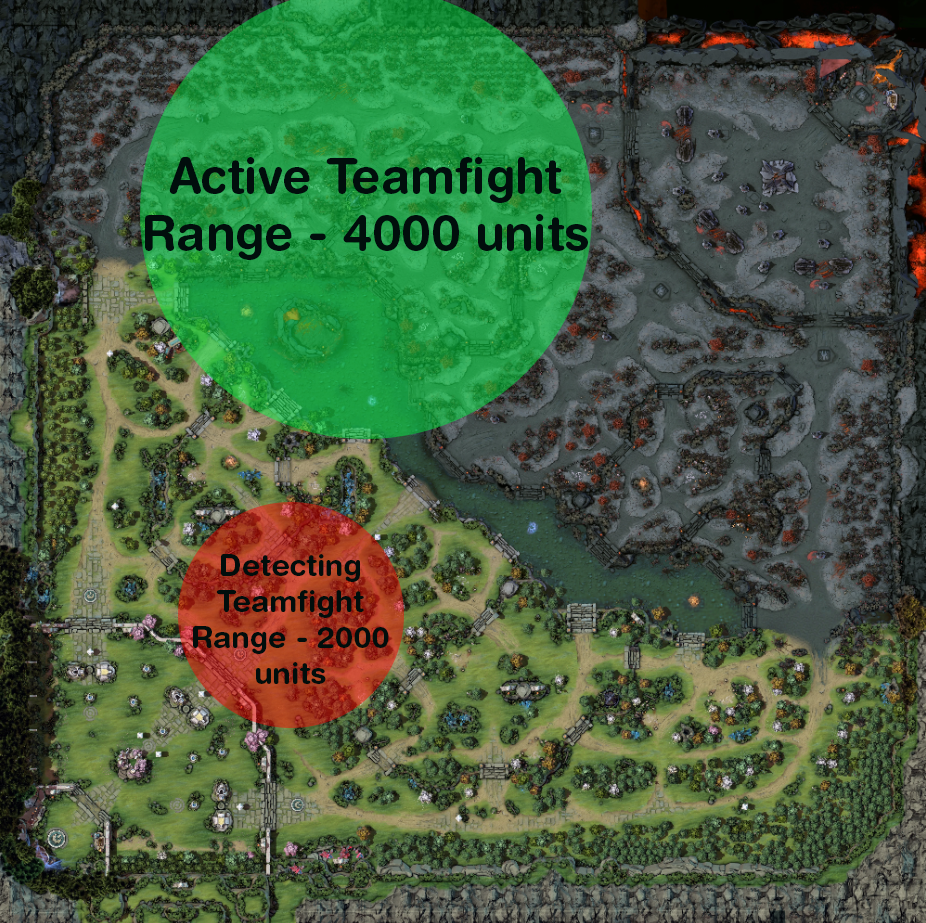 Active Teamfight
Range - 4000 units
Detecting
Teamfight
Range - 2000
units